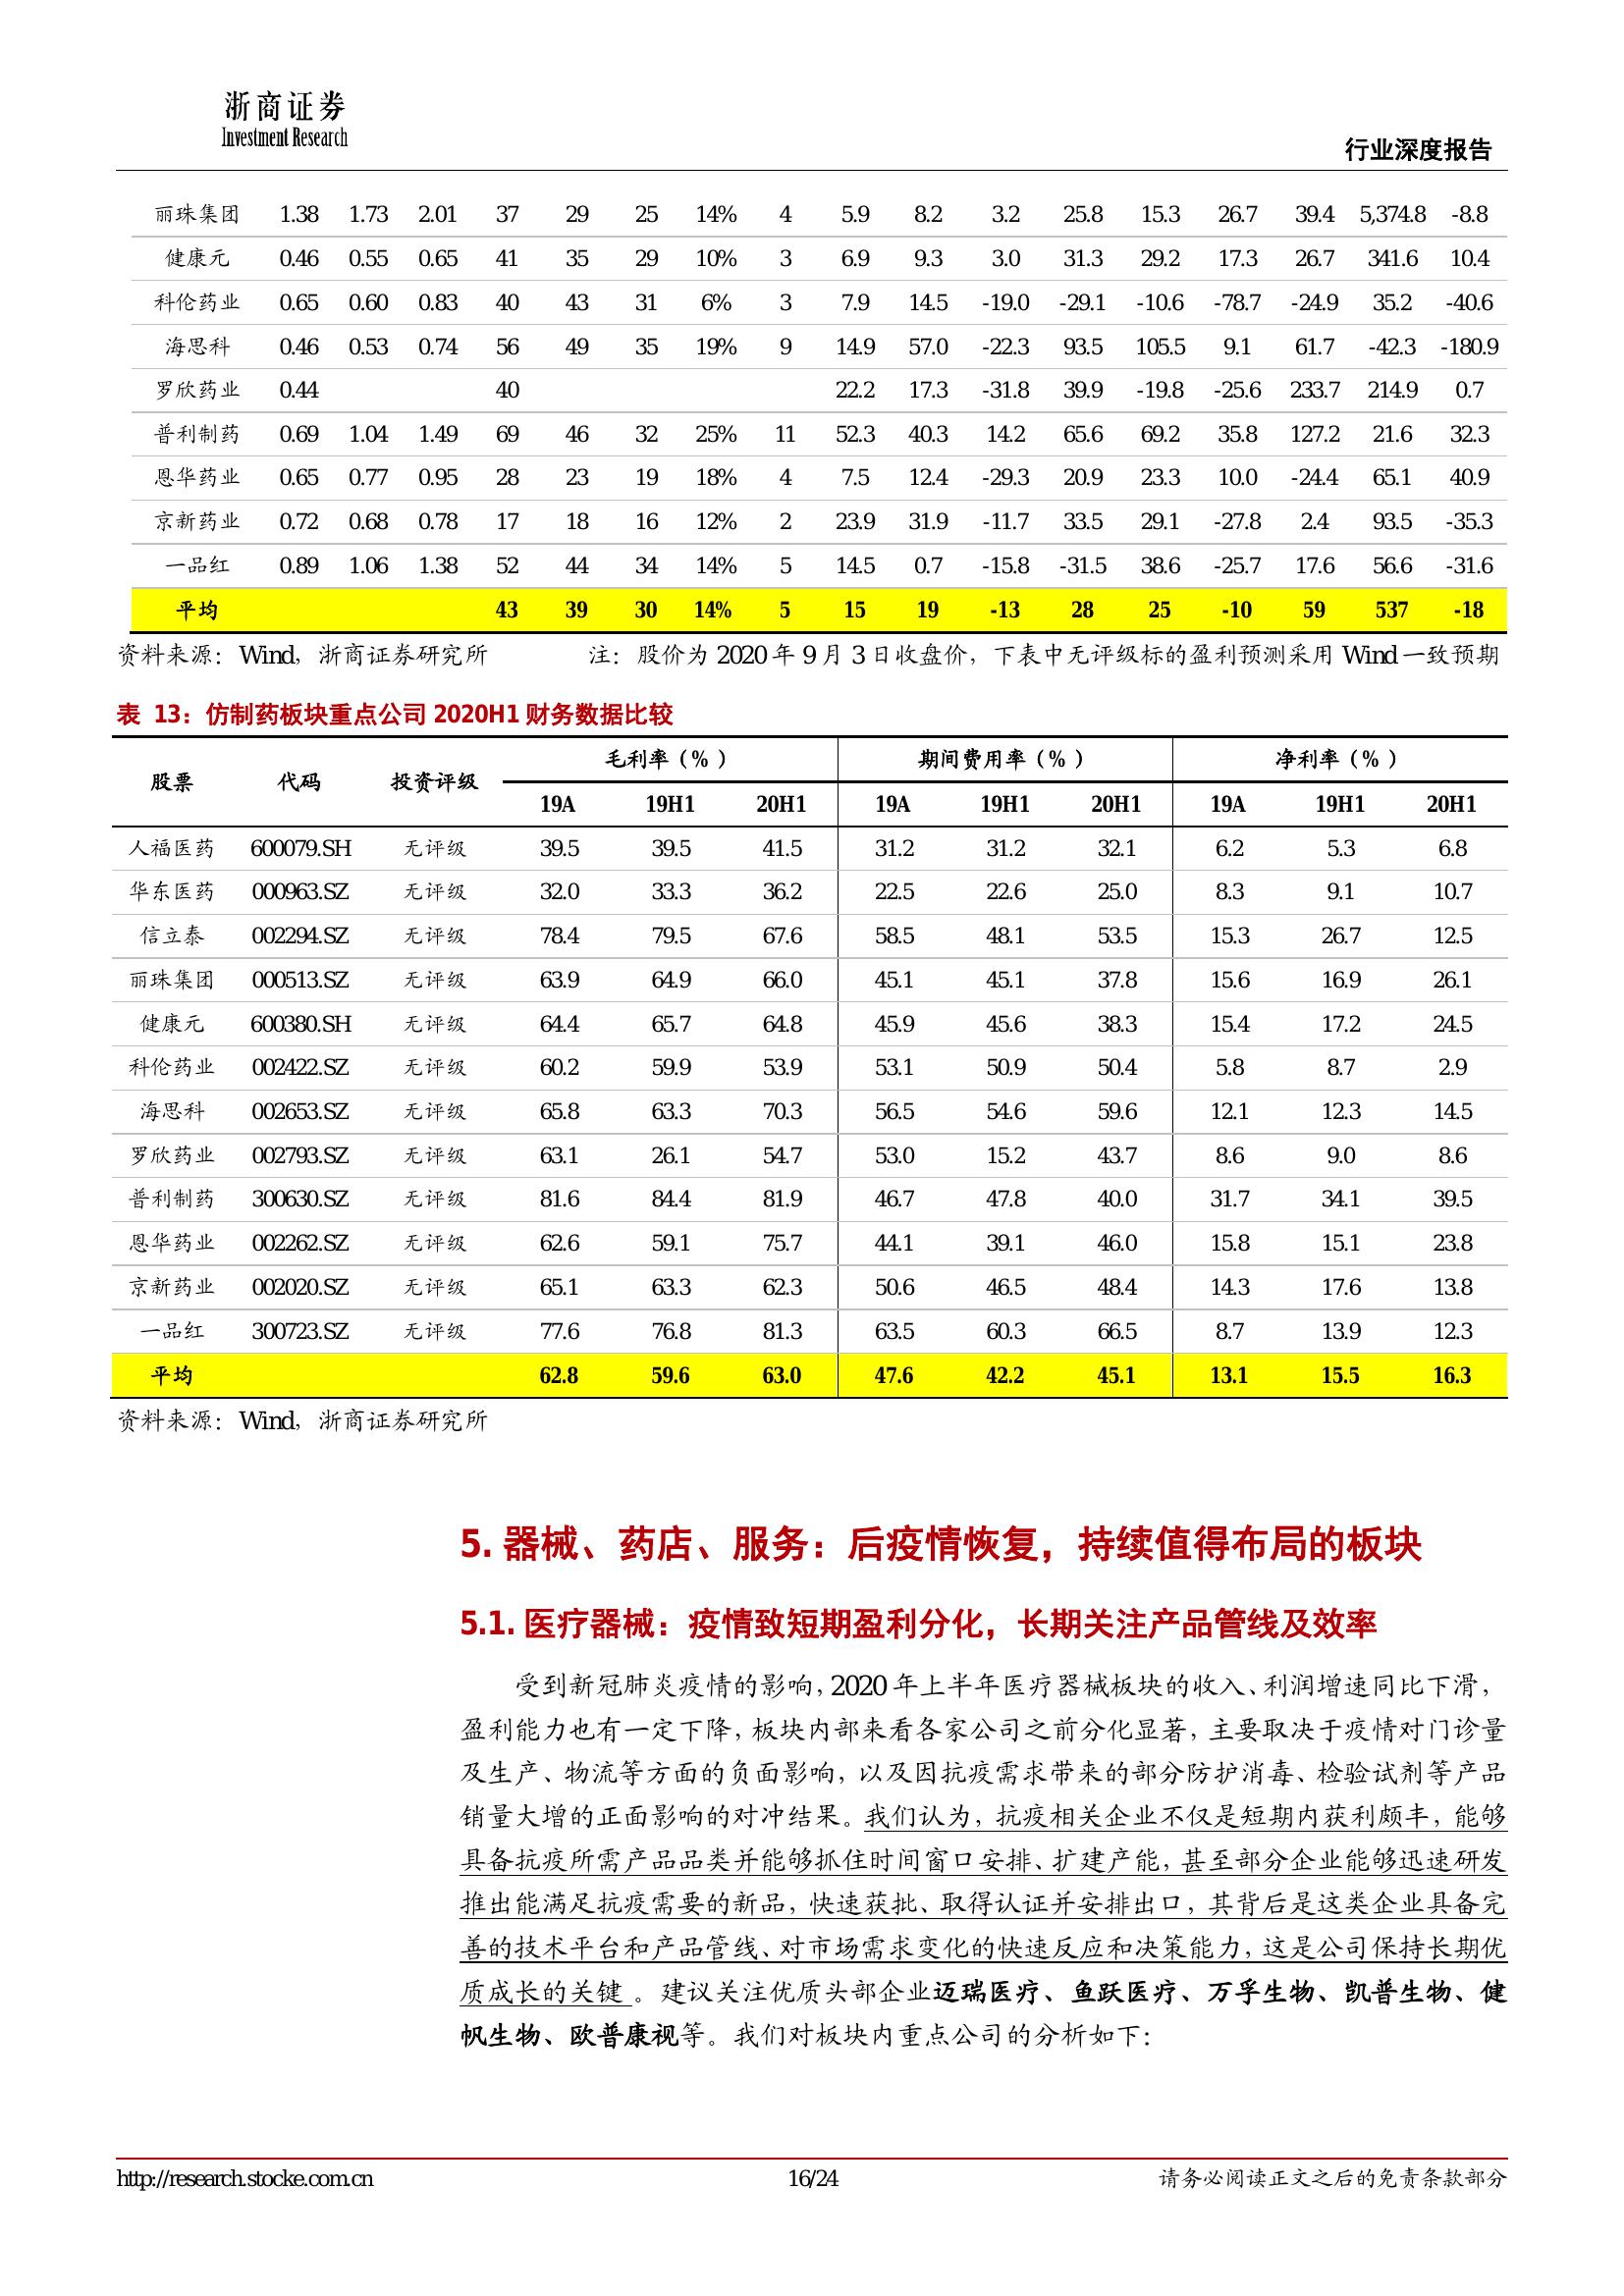 浙商证券
Investment Research
行业深度报告
丽珠集团 1.38 1.73 2.01 37 29 25 14% 4 5.9 8.2 3.2 25.8 15.3 26.7 39.4 5,374.8 -8.8
健康元 0.46 0.55 0.65 41 35 29 10% 3 6.9 9.3 3.0 31.3 29.2 17.3 26.7 341.6 10.4
科伦药业 0.65 0.60 0.83 40 43 31 6% 3 7.9 14.5 -19.0 -29.1 -10.6 -78.7 -24.9 35.2 -40.6
海思科 0.46 0.53 0.74 56 49 35 19% 9 14.9 57.0 -22.3 93.5 105.5 9.1 61.7 -42.3 -180.9
罗欣药业 0.44 40 22.2 17.3 -31.8 39.9 -19.8 -25.6 233.7 214.9 0.7
普利制药 0.69 1.04 1.49 69 46 32 25% 11 52.3 40.3 14.2 65.6 69.2 35.8 127.2 21.6 32.3
恩华药业 0.65 0.77 0.95 28 23 19 18% 4 7.5 12.4 -29.3 20.9 23.3 10.0 -24.4 65.1 40.9
京新药业 0.72 0.68 0.78 17 18 16 12% 2 23.9 31.9 -11.7 33.5 29.1 -27.8 2.4 93.5 -35.3
一品红 0.89 1.06 1.38 52 44 34 14% 5 14.5 0.7 -15.8 -31.5 38.6 -25.7 17.6 56.6 -31.6
平均 43 39 30 14% 5 15 19 -13 28 25 -10 59 537 -18
资料来源：Wind，浙商证券研究所 注：股价为 2020 年 9 月 3 日收盘价，下表中无评级标的盈利预测采用 Wind 一致预期
表 13：仿制药板块重点公司 2020H1 财务数据比较
股票 代码 投资评级 毛利率（%） 期间费用率（%） 净利率（%）
19A 19H1 20H1 19A 19H1 20H1 19A 19H1 20H1
人福医药 600079.SH 无评级 39.5 39.5 41.5 31.2 31.2 32.1 6.2 5.3 6.8
华东医药 000963.SZ 无评级 32.0 33.3 36.2 22.5 22.6 25.0 8.3 9.1 10.7
信立泰 002294.SZ 无评级 78.4 79.5 67.6 58.5 48.1 53.5 15.3 26.7 12.5
丽珠集团 000513.SZ 无评级 63.9 64.9 66.0 45.1 45.1 37.8 15.6 16.9 26.1
健康元 600380.SH 无评级 64.4 65.7 64.8 45.9 45.6 38.3 15.4 17.2 24.5
科伦药业 002422.SZ 无评级 60.2 59.9 53.9 53.1 50.9 50.4 5.8 8.7 2.9
海思科 002653.SZ 无评级 65.8 63.3 70.3 56.5 54.6 59.6 12.1 12.3 14.5
罗欣药业 002793.SZ 无评级 63.1 26.1 54.7 53.0 15.2 43.7 8.6 9.0 8.6
普利制药 300630.SZ 无评级 81.6 84.4 81.9 46.7 47.8 40.0 31.7 34.1 39.5
恩华药业 002262.SZ 无评级 62.6 59.1 75.7 44.1 39.1 46.0 15.8 15.1 23.8
京新药业 002020.SZ 无评级 65.1 63.3 62.3 50.6 46.5 48.4 14.3 17.6 13.8
一品红 300723.SZ 无评级 77.6 76.8 81.3 63.5 60.3 66.5 8.7 13.9 12.3
平均 62.8 59.6 63.0 47.6 42.2 45.1 13.1 15.5 16.3
资料来源：Wind，浙商证券研究所
5. 器械、药店、服务：后疫情恢复，持续值得布局的板块
5.1. 医疗器械：疫情致短期盈利分化，长期关注产品管线及效率
受到新冠肺炎疫情的影响，2020 年上半年医疗器械板块的收入、利润增速同比下滑，
盈利能力也有一定下降，板块内部来看各家公司之前分化显著，主要取决于疫情对门诊量
及生产、物流等方面的负面影响，以及因抗疫需求带来的部分防护消毒、检验试剂等产品
销量大增的正面影响的对冲结果。我们认为，抗疫相关企业不仅是短期内获利颇丰，能够
具备抗疫所需产品品类并能够抓住时间窗口安排、扩建产能，甚至部分企业能够迅速研发
推出能满足抗疫需要的新品，快速获批、取得认证并安排出口，其背后是这类企业具备完
善的技术平台和产品管线、对市场需求变化的快速反应和决策能力，这是公司保持长期优
质成长的关键 。建议关注优质头部企业迈瑞医疗、鱼跃医疗、万孚生物、凯普生物、健
帆生物、欧普康视等。我们对板块内重点公司的分析如下：
http://research.stocke.com.cn 16/24 请务必阅读正文之后的免责条款部分